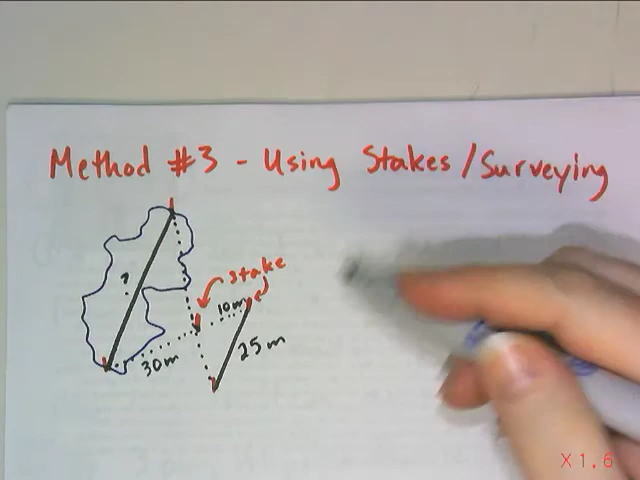 Method #3 - Using Stakes/Surveying
?
stake
10m
30m
25m
X1.6